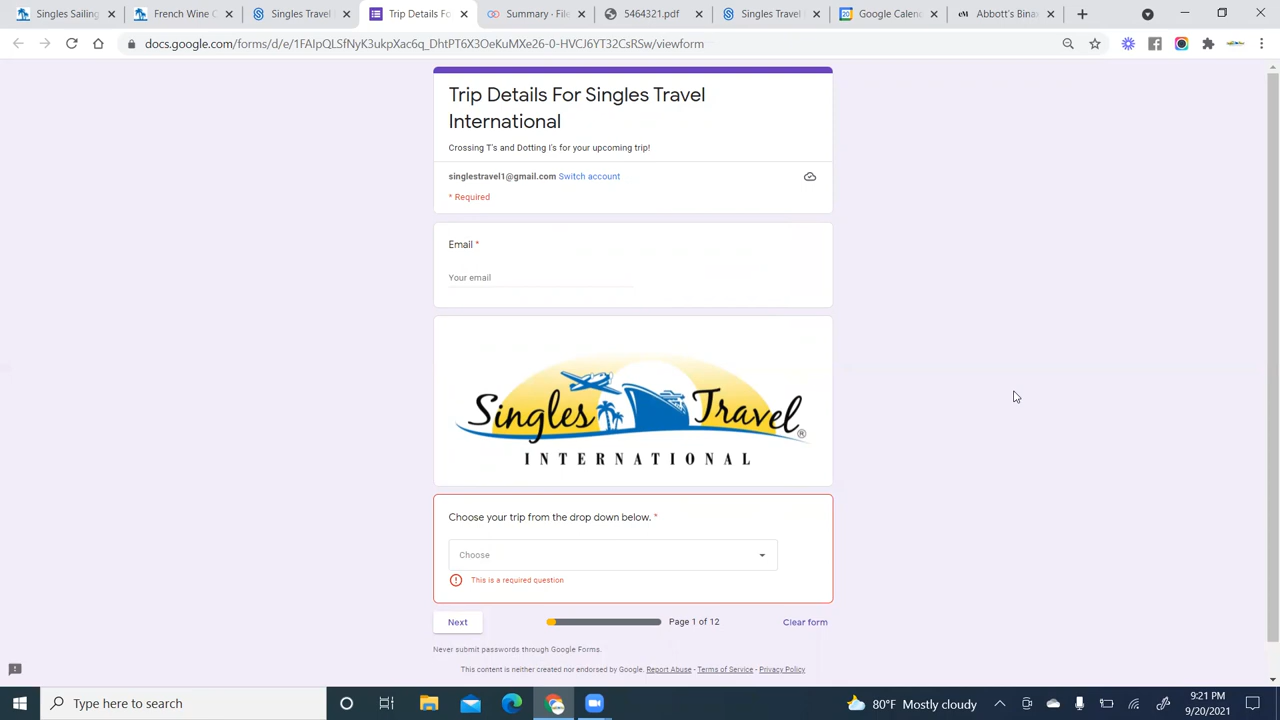 Singles Sailing
French Wine C
Singles Travel
Trip Details Fo
Summary - File
5464321.pdf
Singles Travel
20
Google Calen
eM
Abbott's Bina
docs.google.com/forms/d/e/1FAIpQLSfNyK3ukpXac6q_DhtPT6X3OeKuMXe26-0-HVCJ6YT32CsRSw/viewform
Trip Details For Singles Travel
International
Crossing T's and Dotting I's for your upcoming trip!
singlestravel1@gmail.com Switch account
* Required
Email *
Your email
Singles Travel ®
INTERNATIONAL
Choose your trip from the drop down below. *
Choose
This is a required question
Next
Page 1 of 12
Clear form
Never submit passwords through Google Forms.
This content is neither created nor endorsed by Google. Report Abuse - Terms of Service - Privacy Policy
Type here to search
80°F Mostly cloudy
9:21 PM
9/20/2021